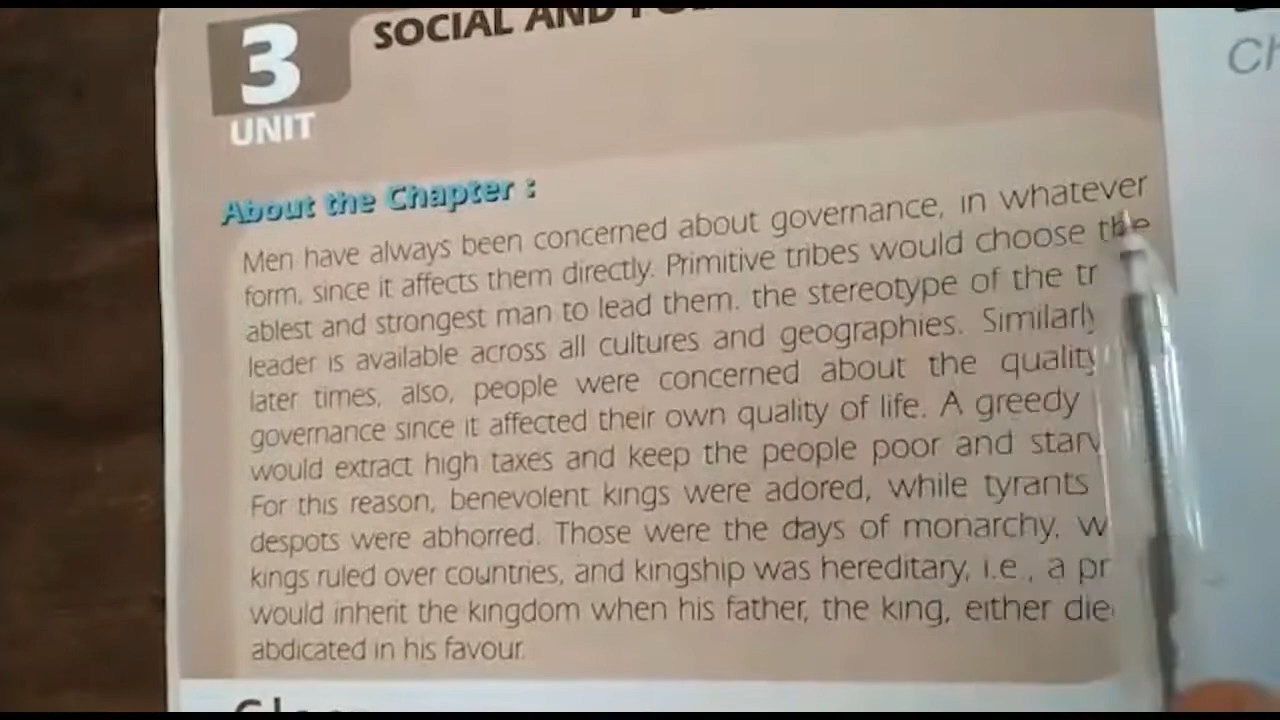 3
UNIT
SOCIAL AND
About the Chapter :
Men have always been concerned about governance, in whatever
form, since it affects them directly. Primitive tribes would choose the
ablest and strongest man to lead them. the stereotype of the
leader is available across all cultures and geographies. Similarly
later times, also, people were concerned about the quality
governance since it affected their own quality of life. A greedy
would extract high taxes and keep the people poor and
For this reason, benevolent kings were adored, while tyrants
despots were abhorred. Those were the days of monarchy,
kings ruled over countries, and kingship was hereditary, i.e., a
would inherit the kingdom when his father, the king, either
abdicated in his favour.